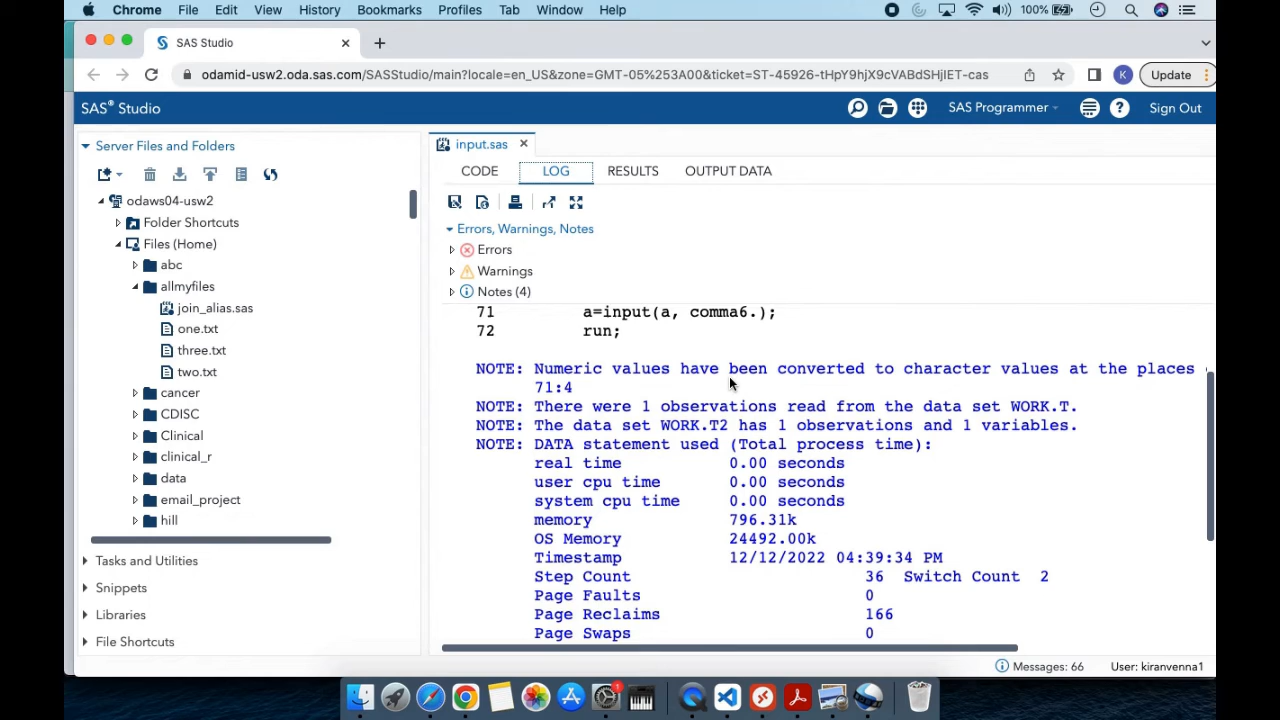 Chrome File Edit View History Bookmarks Profiles Tab Window Help 100%
SAS Studio
odamid-usw2.oda.sas.com/SASStudio/main?locale=en_US&zone=GMT-05%253A00&ticket=ST-45926-tHpY9hjX9cVABdSHjlET-cas K Update
SAS® Studio SAS Programmer Sign Out
Server Files and Folders
input.sas
CODE LOG RESULTS OUTPUT DATA
odaws04-usw2
Folder Shortcuts
Files (Home)
abc
allmyfiles
join_alias.sas
one.txt
three.txt
two.txt
cancer
CDISC
Clinical
clinical_r
data
email_project
hill
Tasks and Utilities
Snippets
Libraries
File Shortcuts
Errors, Warnings, Notes
Errors
Warnings
Notes (4)
71 a=input(a, comma6.);
72 run;
NOTE: Numeric values have been converted to character values at the places
71:4
NOTE: There were 1 observations read from the data set WORK.T.
NOTE: The data set WORK.T2 has 1 observations and 1 variables.
NOTE: DATA statement used (Total process time):
real time 0.00 seconds
user cpu time 0.00 seconds
system cpu time 0.00 seconds
memory 796.31k
OS Memory 24492.00k
Timestamp 12/12/2022 04:39:34 PM
Step Count 36 Switch Count 2
Page Faults 0
Page Reclaims 166
Page Swaps 0
Messages: 66 User: kiranvenna1